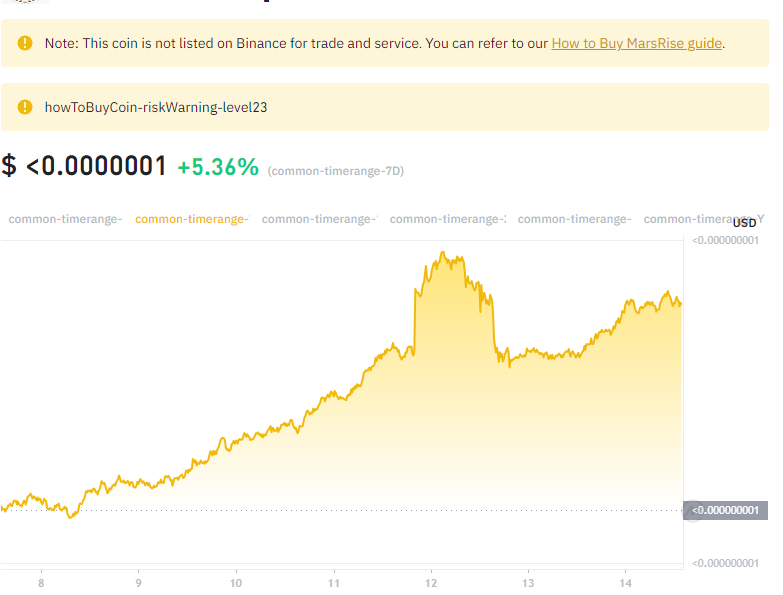 Note: This coin is not listed on Binance for trade and service. You can refer to our How to Buy MarsRise guide.
howToBuyCoin-riskWarning-level23
$ <0.0000001 +5.36% (common-timerange-7D)
common-timerange- common-timerange- common-timerange- common-timerange- common-timerange- common-timerange-Y
USD
<0.000000001
<0.000000001
<0.000000001
8 9 10 11 12 13 14